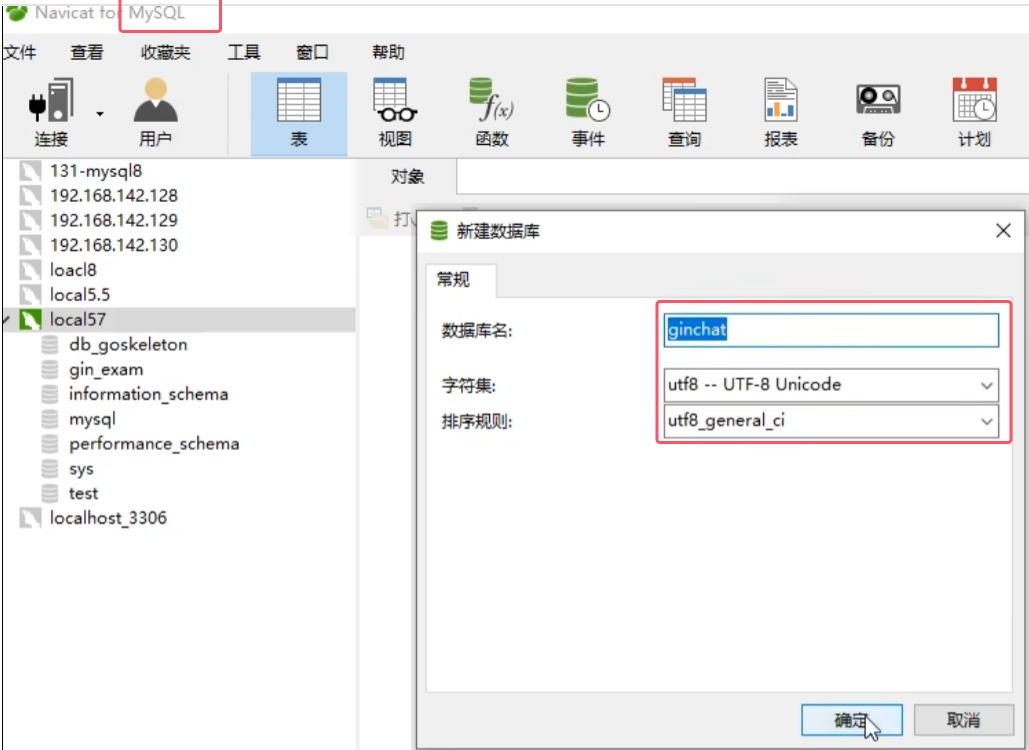 Navicat for MySQL
文件 查看 收藏夹 工具 窗口 帮助
连接 用户 表 视图 函数 事件 查询 报表 备份 计划
f(x)
131-mysql8
192.168.142.128
192.168.142.129
192.168.142.130
loacl8
local5.5
local57
db_goskeleton
gin_exam
information_schema
mysql
performance_schema
sys
test
localhost_3306
对象
打
新建数据库
常规
数据库名: ginchat
字符集: utf8 -- UTF-8 Unicode
排序规则: utf8_general_ci
确定 取消